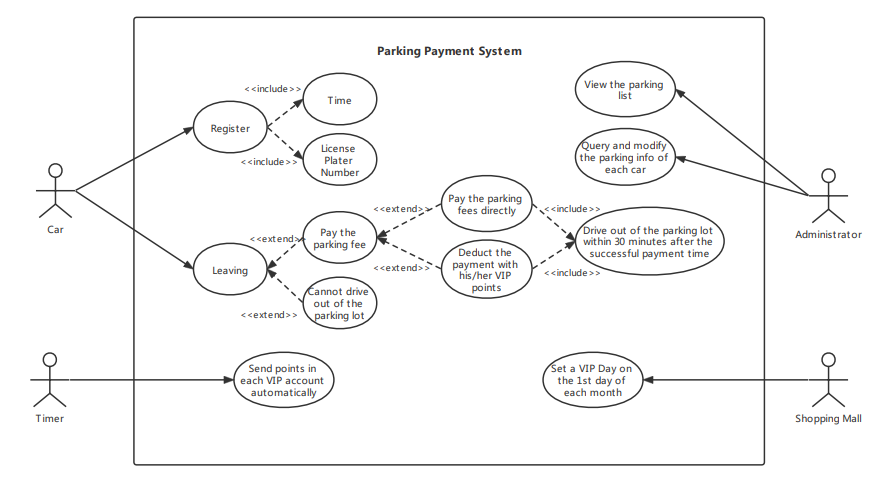 Parking Payment System
<<include>>
Time
View the parking
list
Register
<<include>>
License
Plater
Number
Query and modify
the parking info of
each car
Car
Administrator
<<extend>>
Pay the parking
fees directly
<<include>>
Pay the
parking fee
<<extend>>
Drive out of the parking lot
within 30 minutes after the
successful payment time
Leaving
<<extend>>
Deduct the
payment with
his/her VIP
points
<<include>>
Cannot drive
out of the
parking lot
<<extend>>
Send points in
each VIP account
automatically
Set a VIP Day on
the 1st day of
each month
Timer
Shopping Mall